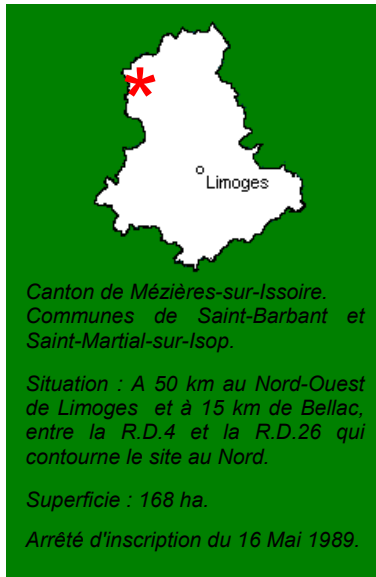 Limoges
Canton de Mézières-sur-Issoire.
Communes de Saint-Barbant et
Saint-Martial-sur-Isop.
Situation : A 50 km au Nord-Ouest
de Limoges et à 15 km de Bellac,
entre la R.D.4 et la R.D.26 qui
contourne le site au Nord.
Superficie : 168 ha.
Arrêté d'inscription du 16 Mai 1989.